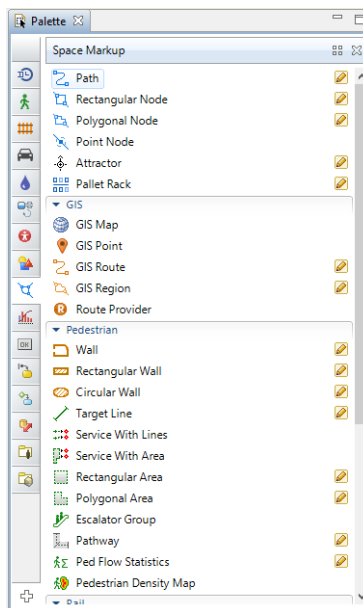 Palette
Space Markup
Path
Rectangular Node
Polygonal Node
Point Node
Attractor
Pallet Rack
GIS
GIS Map
GIS Point
GIS Route
GIS Region
Route Provider
Pedestrian
Wall
Rectangular Wall
Circular Wall
Target Line
Service With Lines
Service With Area
Rectangular Area
Polygonal Area
Escalator Group
Pathway
Ped Flow Statistics
Pedestrian Density Map
Rail
OK